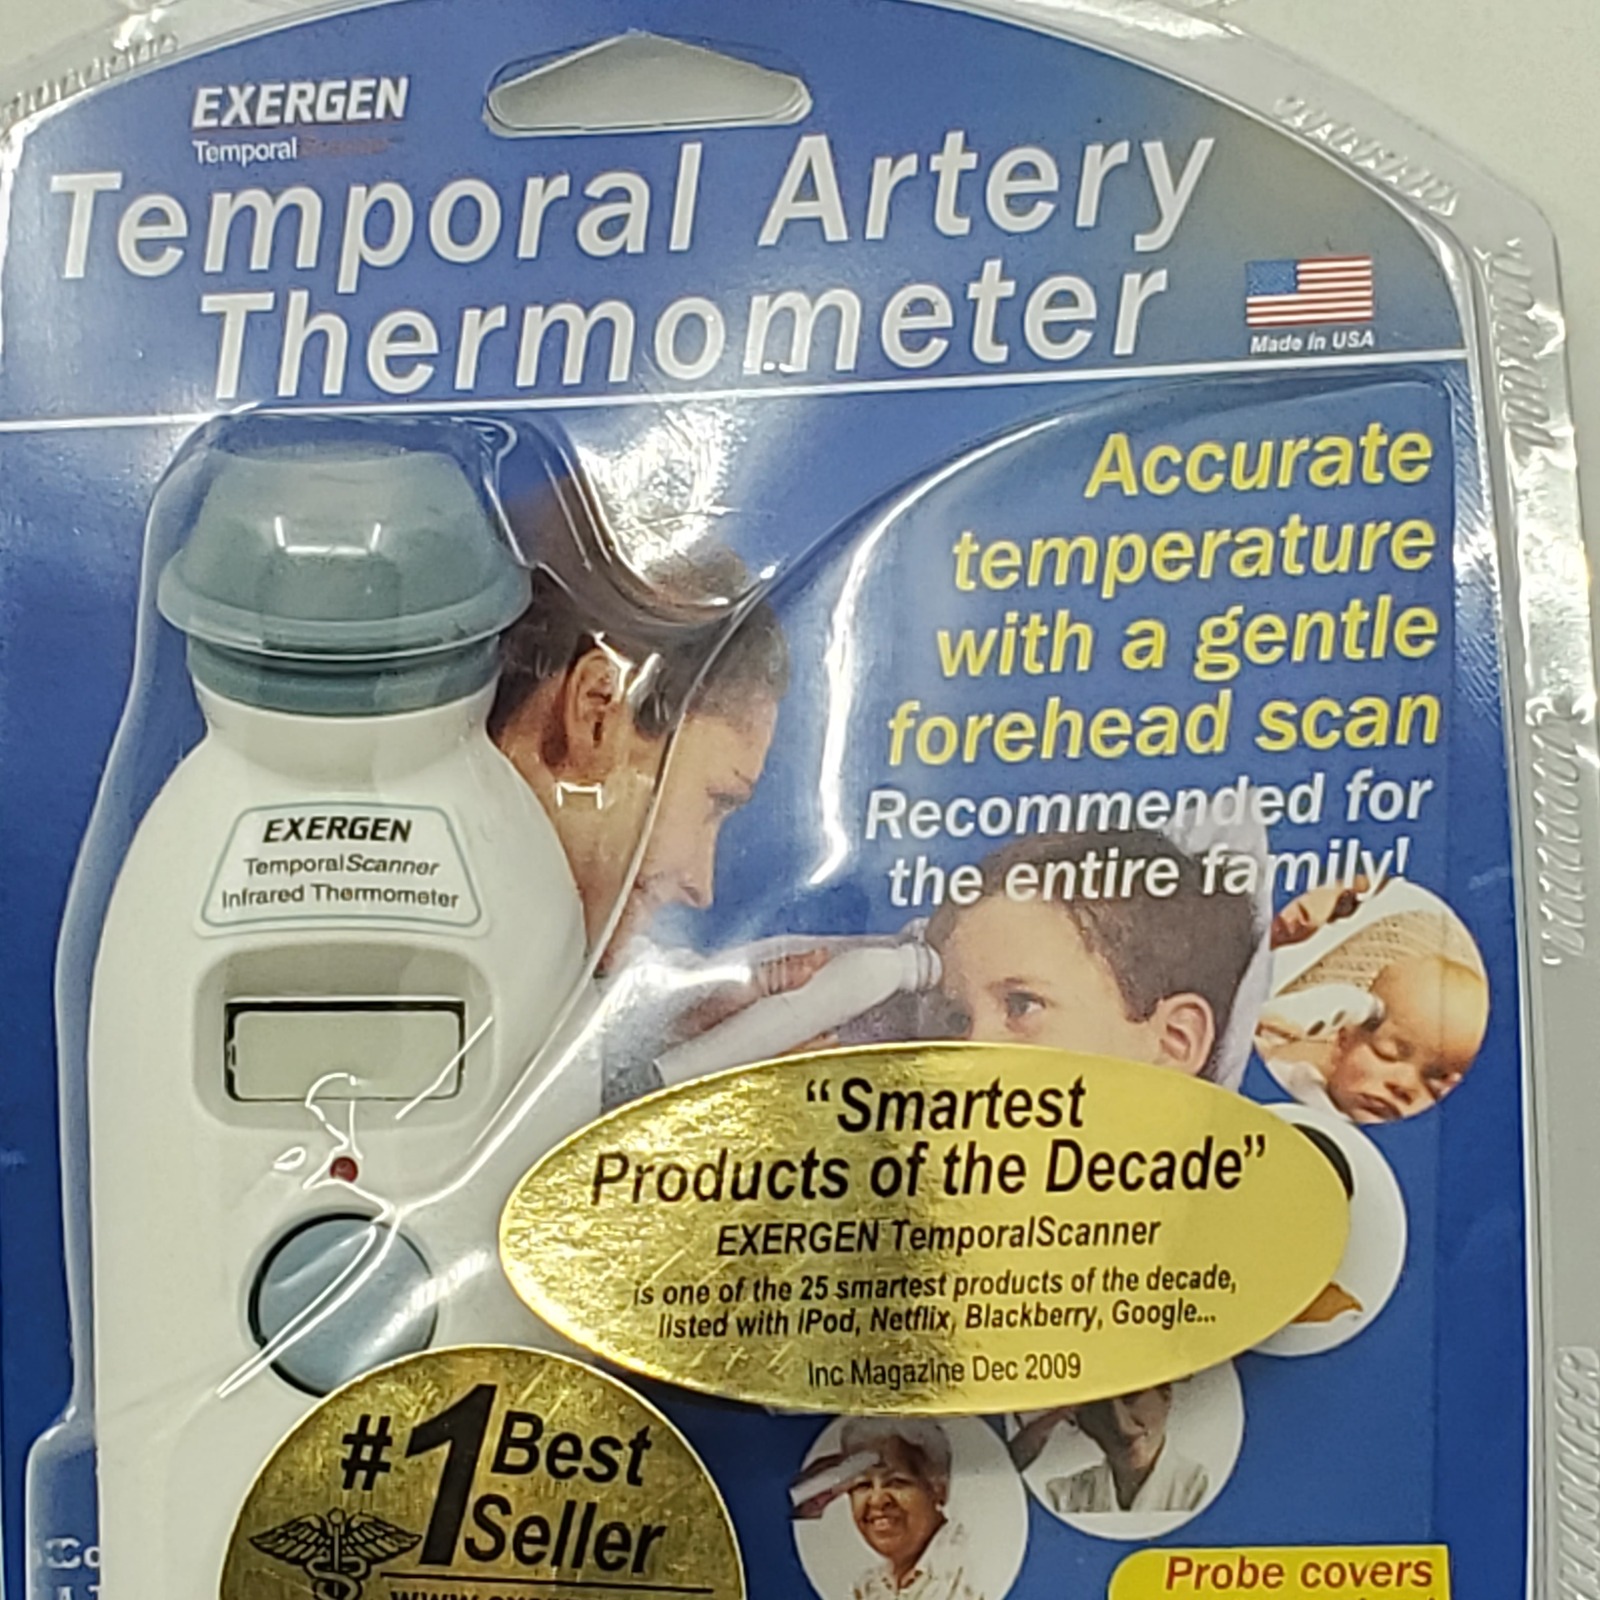 EXERGEN
Temporal
Temporal Artery
Thermometer
Made in USA
Accurate
temperature
with a gentle
forehead scan
Recommended for
the entire family!
EXERGEN
TemporalScanner
Infrared Thermometer
"Smartest
Products of the Decade"
EXERGEN TemporalScanner
is one of the 25 smartest products of the decade,
listed with iPod, Netflix, Blackberry, Google...
Inc Magazine Dec 2009
#1 Best
Seller
Probe covers